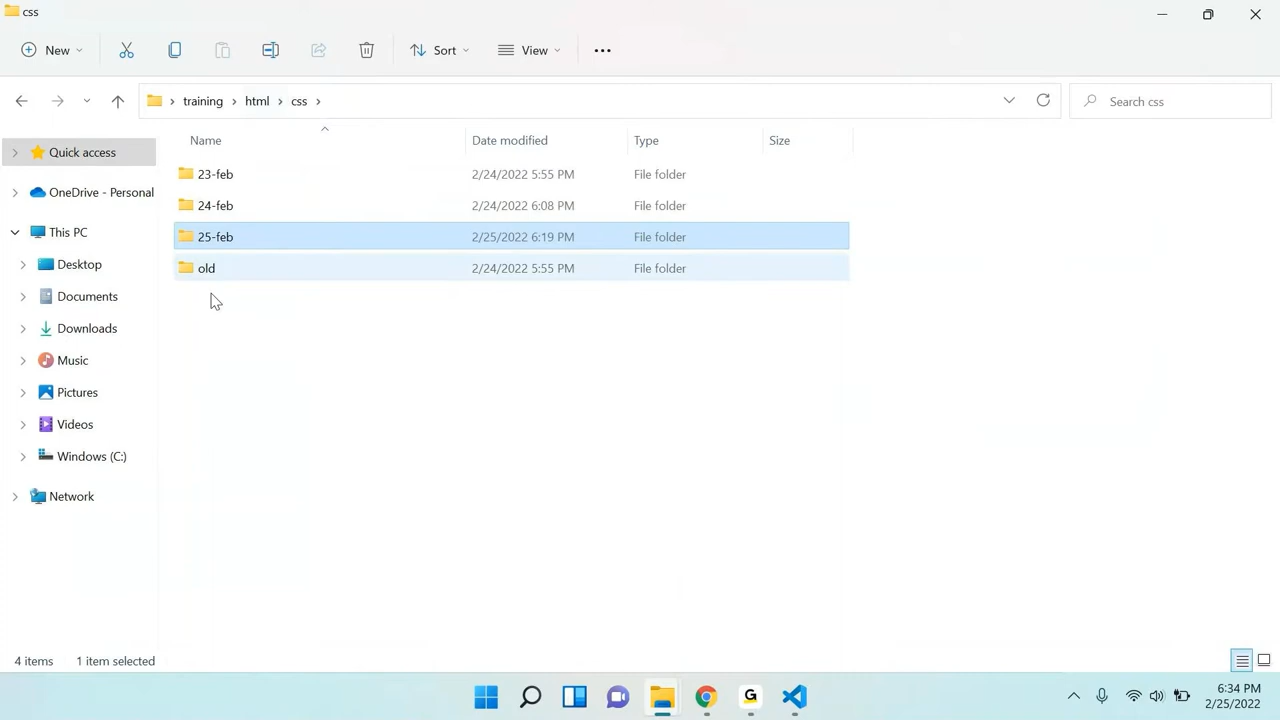 css
New Sort View
training html css Search css
Name Date modified Type Size
Quick access
OneDrive - Personal
This PC
Desktop
Documents
Downloads
Music
Pictures
Videos
Windows (C:)
Network
23-feb 2/24/2022 5:55 PM File folder
24-feb 2/24/2022 6:08 PM File folder
25-feb 2/25/2022 6:19 PM File folder
old 2/24/2022 5:55 PM File folder
4 items 1 item selected
G
6:34 PM
2/25/2022